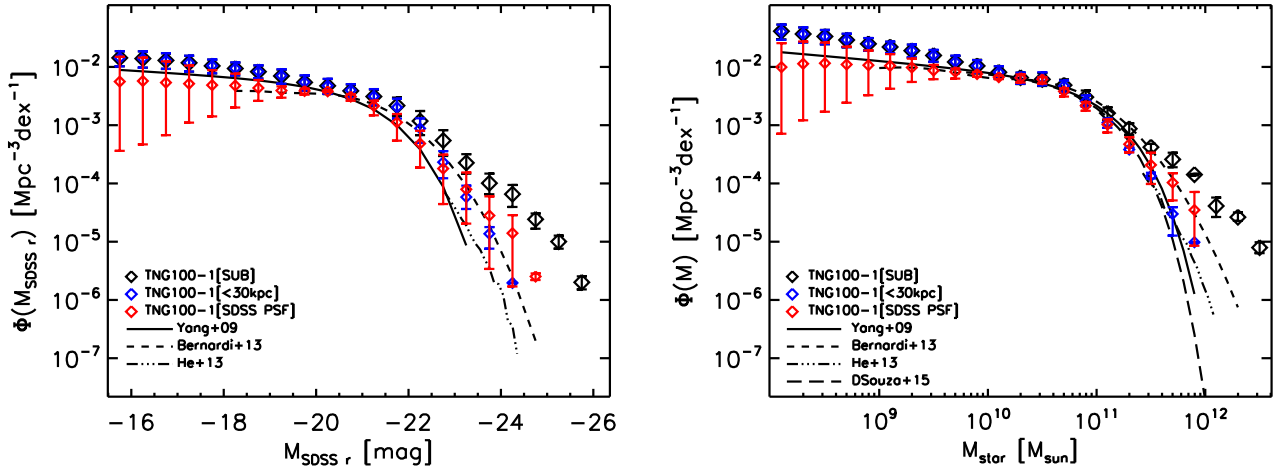 Φ(M_SDSS r) [Mpc⁻³dex⁻¹]
10⁻²
10⁻³
10⁻⁴
10⁻⁵
10⁻⁶
10⁻⁷
TNG100-1[SUB]
TNG100-1[<30kpc]
TNG100-1[SDSS PSF]
Yang+09
Bernardi+13
He+13
−16 −18 −20 −22 −24 −26
M_SDSS r [mag]
Φ(M) [Mpc⁻³dex⁻¹]
10⁻²
10⁻³
10⁻⁴
10⁻⁵
10⁻⁶
10⁻⁷
TNG100-1[SUB]
TNG100-1[<30kpc]
TNG100-1[SDSS PSF]
Yang+09
Bernardi+13
He+13
DSouza+15
10⁹ 10¹⁰ 10¹¹ 10¹²
M_star [M_sun]